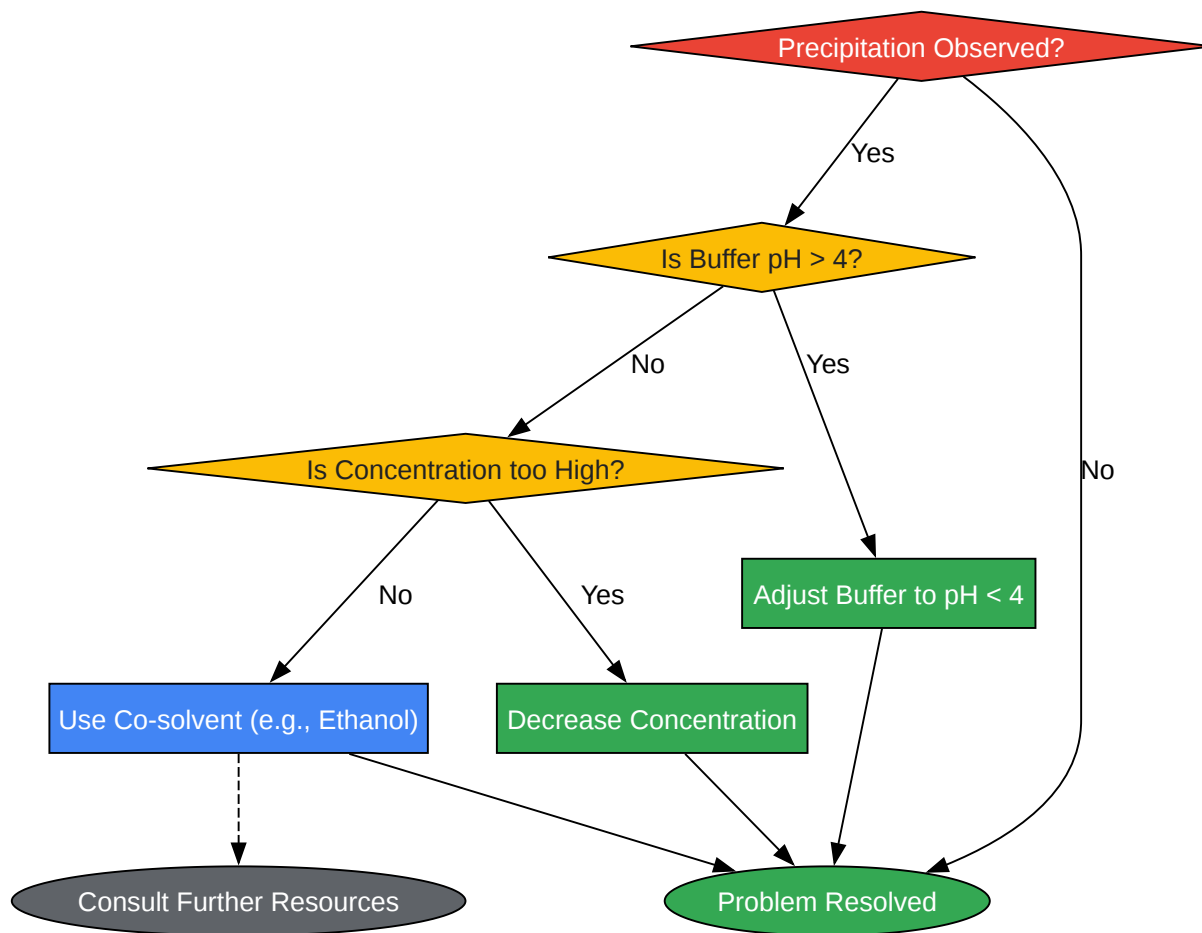 Precipitation Observed?
Yes
Is Buffer pH > 4?
No
Yes
Is Concentration too High?
No
No
Yes
Adjust Buffer to pH < 4
Use Co-solvent (e.g., Ethanol)
Decrease Concentration
Consult Further Resources
Problem Resolved